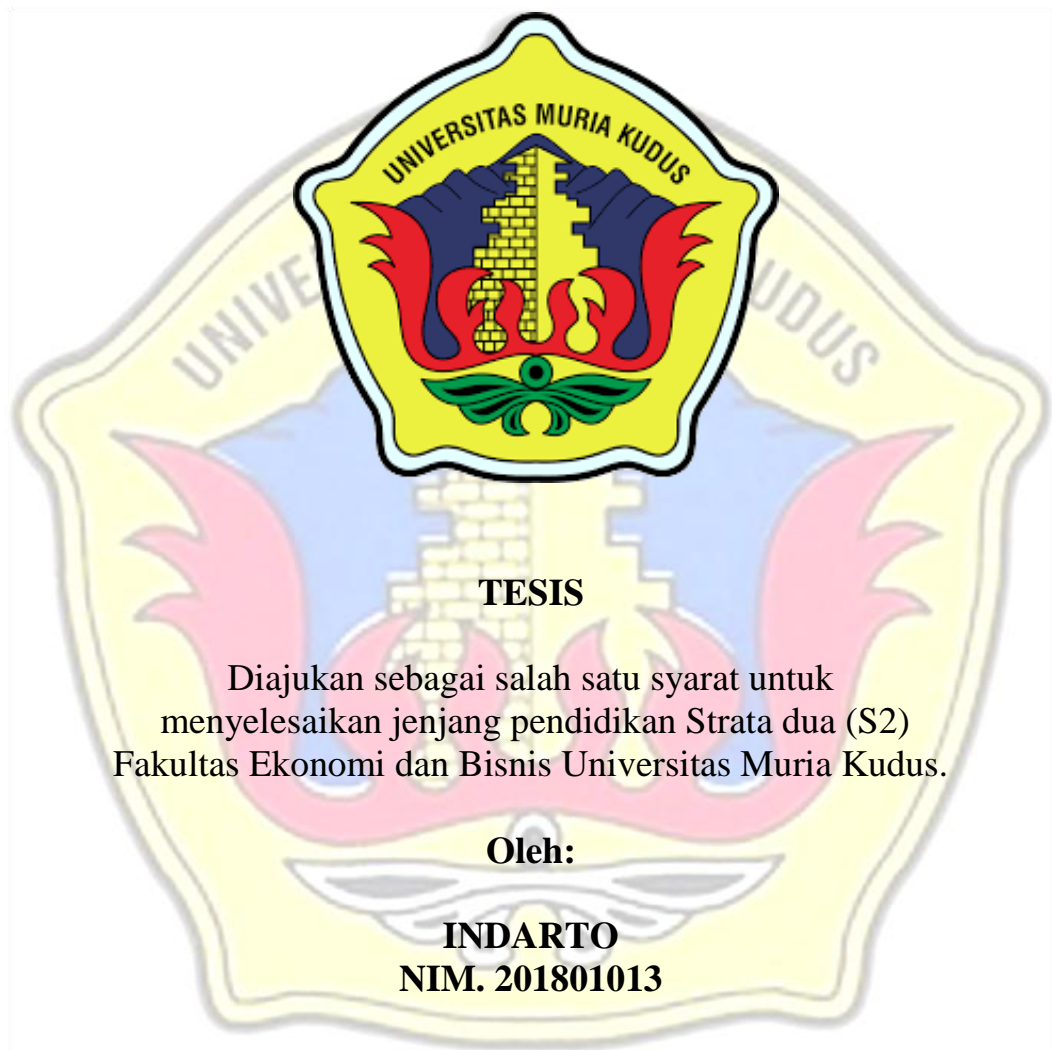 UNIVERSITAS MURIA KUDUS
TESIS
Diajukan sebagai salah satu syarat untuk
menyelesaikan jenjang pendidikan Strata dua (S2)
Fakultas Ekonomi dan Bisnis Universitas Muria Kudus.
Oleh:
INDARTO
NIM. 201801013